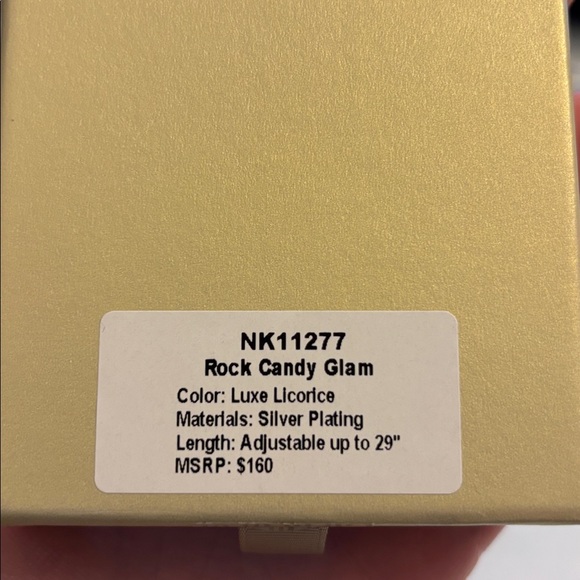 NK11277
Rock Candy Glam
Color: Luxe Licorice
Materials: Silver Plating
Length: Adjustable up to 29"
MSRP: $160